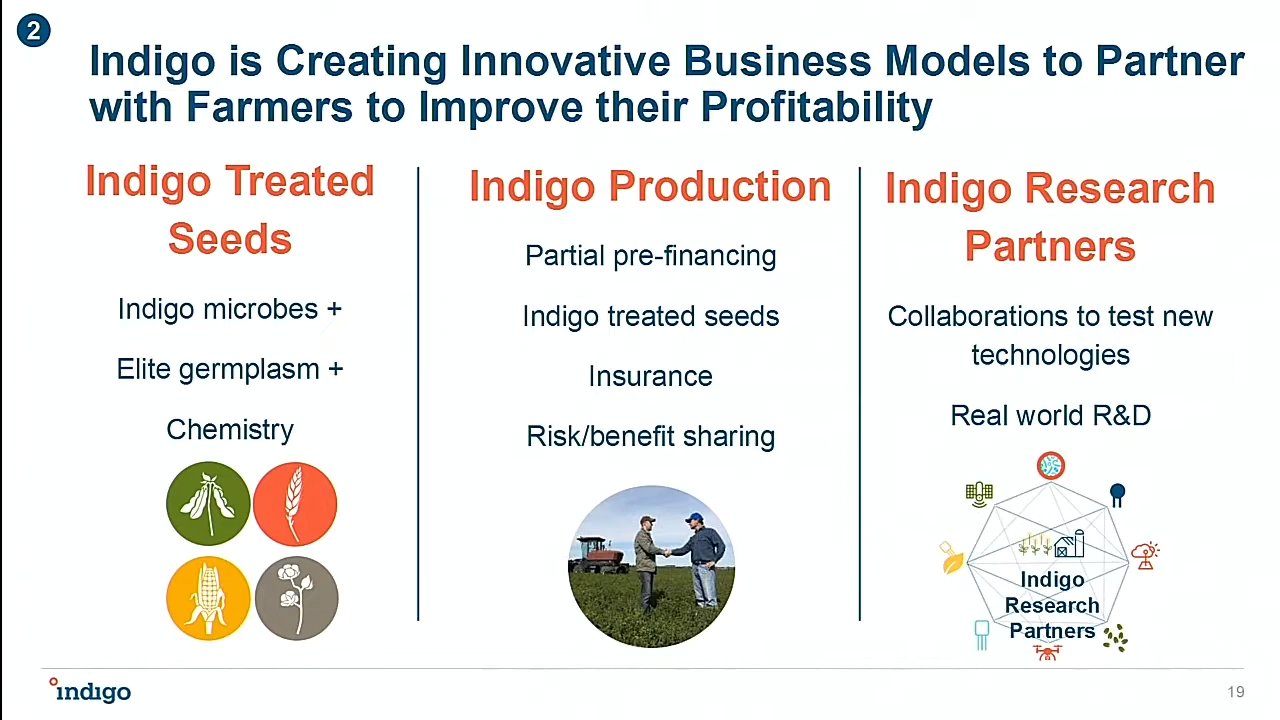 2
Indigo is Creating Innovative Business Models to Partner
with Farmers to Improve their Profitability
Indigo Treated
Seeds
Indigo microbes +
Elite germplasm +
Chemistry
Indigo Production
Partial pre-financing
Indigo treated seeds
Insurance
Risk/benefit sharing
Indigo Research
Partners
Collaborations to test new
technologies
Real world R&D
Indigo
Research
Partners
indigo
19